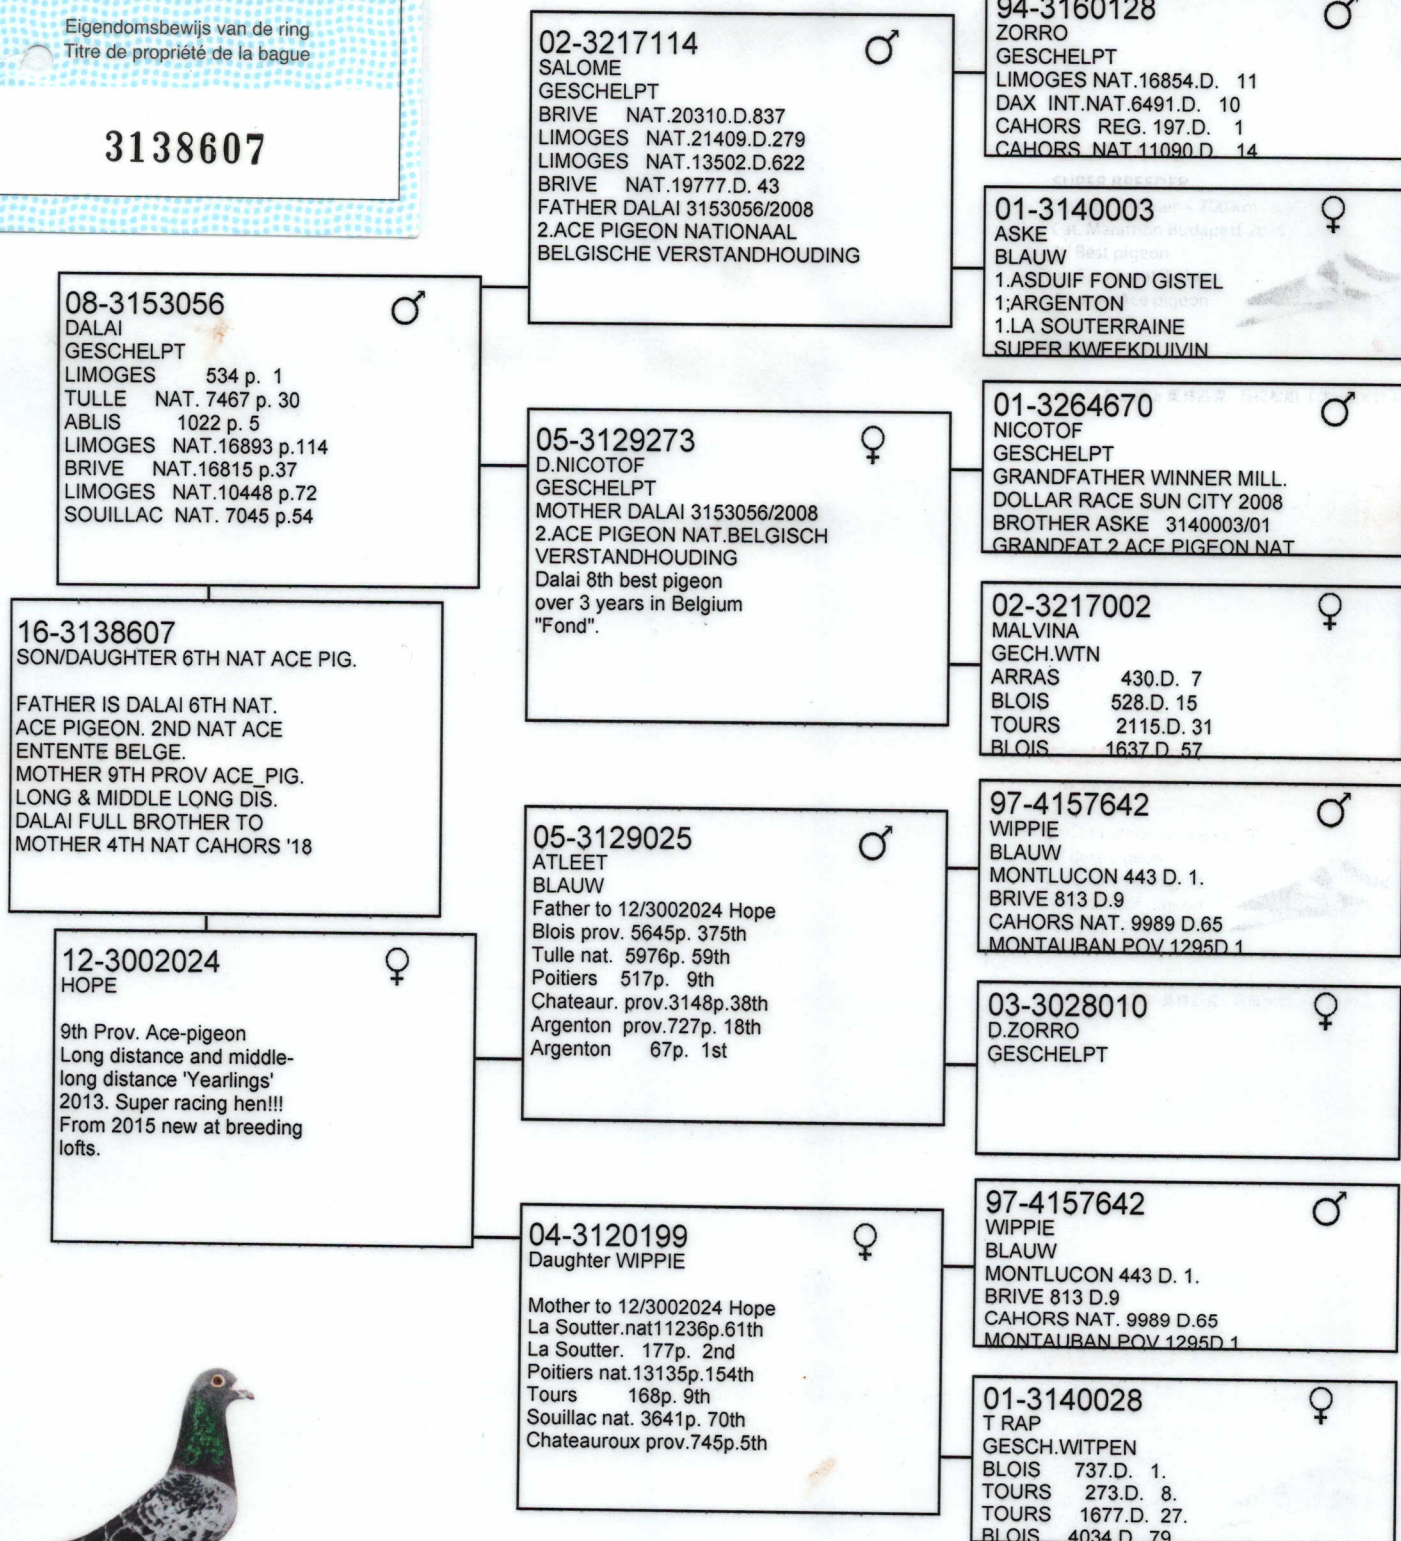 Eigendomsbewijs van de ring
Titre de propriété de la bague
3138607
08-3153056
DALAI
GESCHELPT
LIMOGES 534 p. 1
TULLE NAT. 7467 p. 30
ABLIS 1022 p. 5
LIMOGES NAT.16893 p.114
BRIVE NAT.16815 p.37
LIMOGES NAT.10448 p.72
SOUILLAC NAT. 7045 p.54
16-3138607
SON/DAUGHTER 6TH NAT ACE PIG.
FATHER IS DALAI 6TH NAT.
ACE PIGEON. 2ND NAT ACE
ENTENTE BELGE.
MOTHER 9TH PROV ACE_PIG.
LONG & MIDDLE LONG DIS.
DALAI FULL BROTHER TO
MOTHER 4TH NAT CAHORS '18
12-3002024
HOPE
9th Prov. Ace-pigeon
Long distance and middle-
long distance 'Yearlings'
2013. Super racing hen!!!
From 2015 new at breeding
lofts.
02-3217114
SALOME
GESCHELPT
BRIVE NAT.20310.D.837
LIMOGES NAT.21409.D.279
LIMOGES NAT.13502.D.622
BRIVE NAT.19777.D. 43
FATHER DALAI 3153056/2008
2.ACE PIGEON NATIONAAL
BELGISCHE VERSTANDHOUDING
05-3129273
D.NICOTOF
GESCHELPT
MOTHER DALAI 3153056/2008
2.ACE PIGEON NAT.BELGISCH
VERSTANDHOUDING
Dalai 8th best pigeon
over 3 years in Belgium
"Fond".
05-3129025
ATLEET
BLAUW
Father to 12/3002024 Hope
Blois prov. 5645p. 375th
Tulle nat. 5976p. 59th
Poitiers 517p. 9th
Chateaur. prov.3148p.38th
Argenton prov.727p. 18th
Argenton 67p. 1st
04-3120199
Daughter WIPPIE
Mother to 12/3002024 Hope
La Soutter.nat11236p.61th
La Soutter. 177p. 2nd
Poitiers nat.13135p.154th
Tours 168p. 9th
Souillac nat. 3641p. 70th
Chateauroux prov.745p.5th
94-3160128
ZORRO
GESCHELPT
LIMOGES NAT.16854.D. 11
DAX INT.NAT.6491.D. 10
CAHORS REG. 197.D. 1
CAHORS NAT 11090.D. 14
01-3140003
ASKE
BLAUW
1.ASDUIF FOND GISTEL
1;ARGENTON
1.LA SOUTERRAINE
SUPER KWEEKDUIVIN
01-3264670
NICOTOF
GESCHELPT
GRANDFATHER WINNER MILL.
DOLLAR RACE SUN CITY 2008
BROTHER ASKE 3140003/01
GRANDFAT.2.ACE PIGEON NAT
02-3217002
MALVINA
GECH.WTN
ARRAS 430.D. 7
BLOIS 528.D. 15
TOURS 2115.D. 31
BLOIS 1637.D. 57
97-4157642
WIPPIE
BLAUW
MONTLUCON 443 D. 1.
BRIVE 813 D.9
CAHORS NAT. 9989 D.65
MONTAUBAN POV 1295D.1
03-3028010
D.ZORRO
GESCHELPT
97-4157642
WIPPIE
BLAUW
MONTLUCON 443 D. 1.
BRIVE 813 D.9
CAHORS NAT. 9989 D.65
MONTAUBAN POV 1295D.1
01-3140028
T RAP
GESCH.WITPEN
BLOIS 737.D. 1.
TOURS 273.D. 8.
TOURS 1677.D. 27.
BLOIS 4034.D. 79